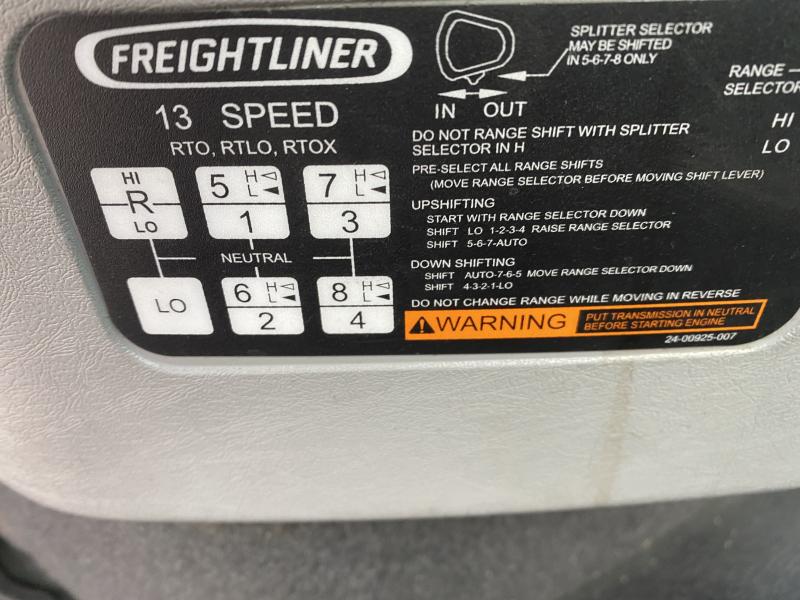 FREIGHTLINER
13 SPEED
RTO, RTLO, RTOX
HI
R
LO
5 H L
1
7 H L
3
NEUTRAL
LO
6 H L
2
8 H L
4
SPLITTER SELECTOR
MAY BE SHIFTED
IN 5-6-7-8 ONLY
IN OUT
RANGE
SELECTOR
HI
LO
DO NOT RANGE SHIFT WITH SPLITTER
SELECTOR IN H
PRE-SELECT ALL RANGE SHIFTS
(MOVE RANGE SELECTOR BEFORE MOVING SHIFT LEVER)
UPSHIFTING
START WITH RANGE SELECTOR DOWN
SHIFT LO 1-2-3-4 RAISE RANGE SELECTOR
SHIFT 5-6-7-AUTO
DOWN SHIFTING
SHIFT AUTO-7-6-5 MOVE RANGE SELECTOR DOWN
SHIFT 4-3-2-1-LO
DO NOT CHANGE RANGE WHILE MOVING IN REVERSE
WARNING PUT TRANSMISSION IN NEUTRAL
BEFORE STARTING ENGINE
24-00925-007